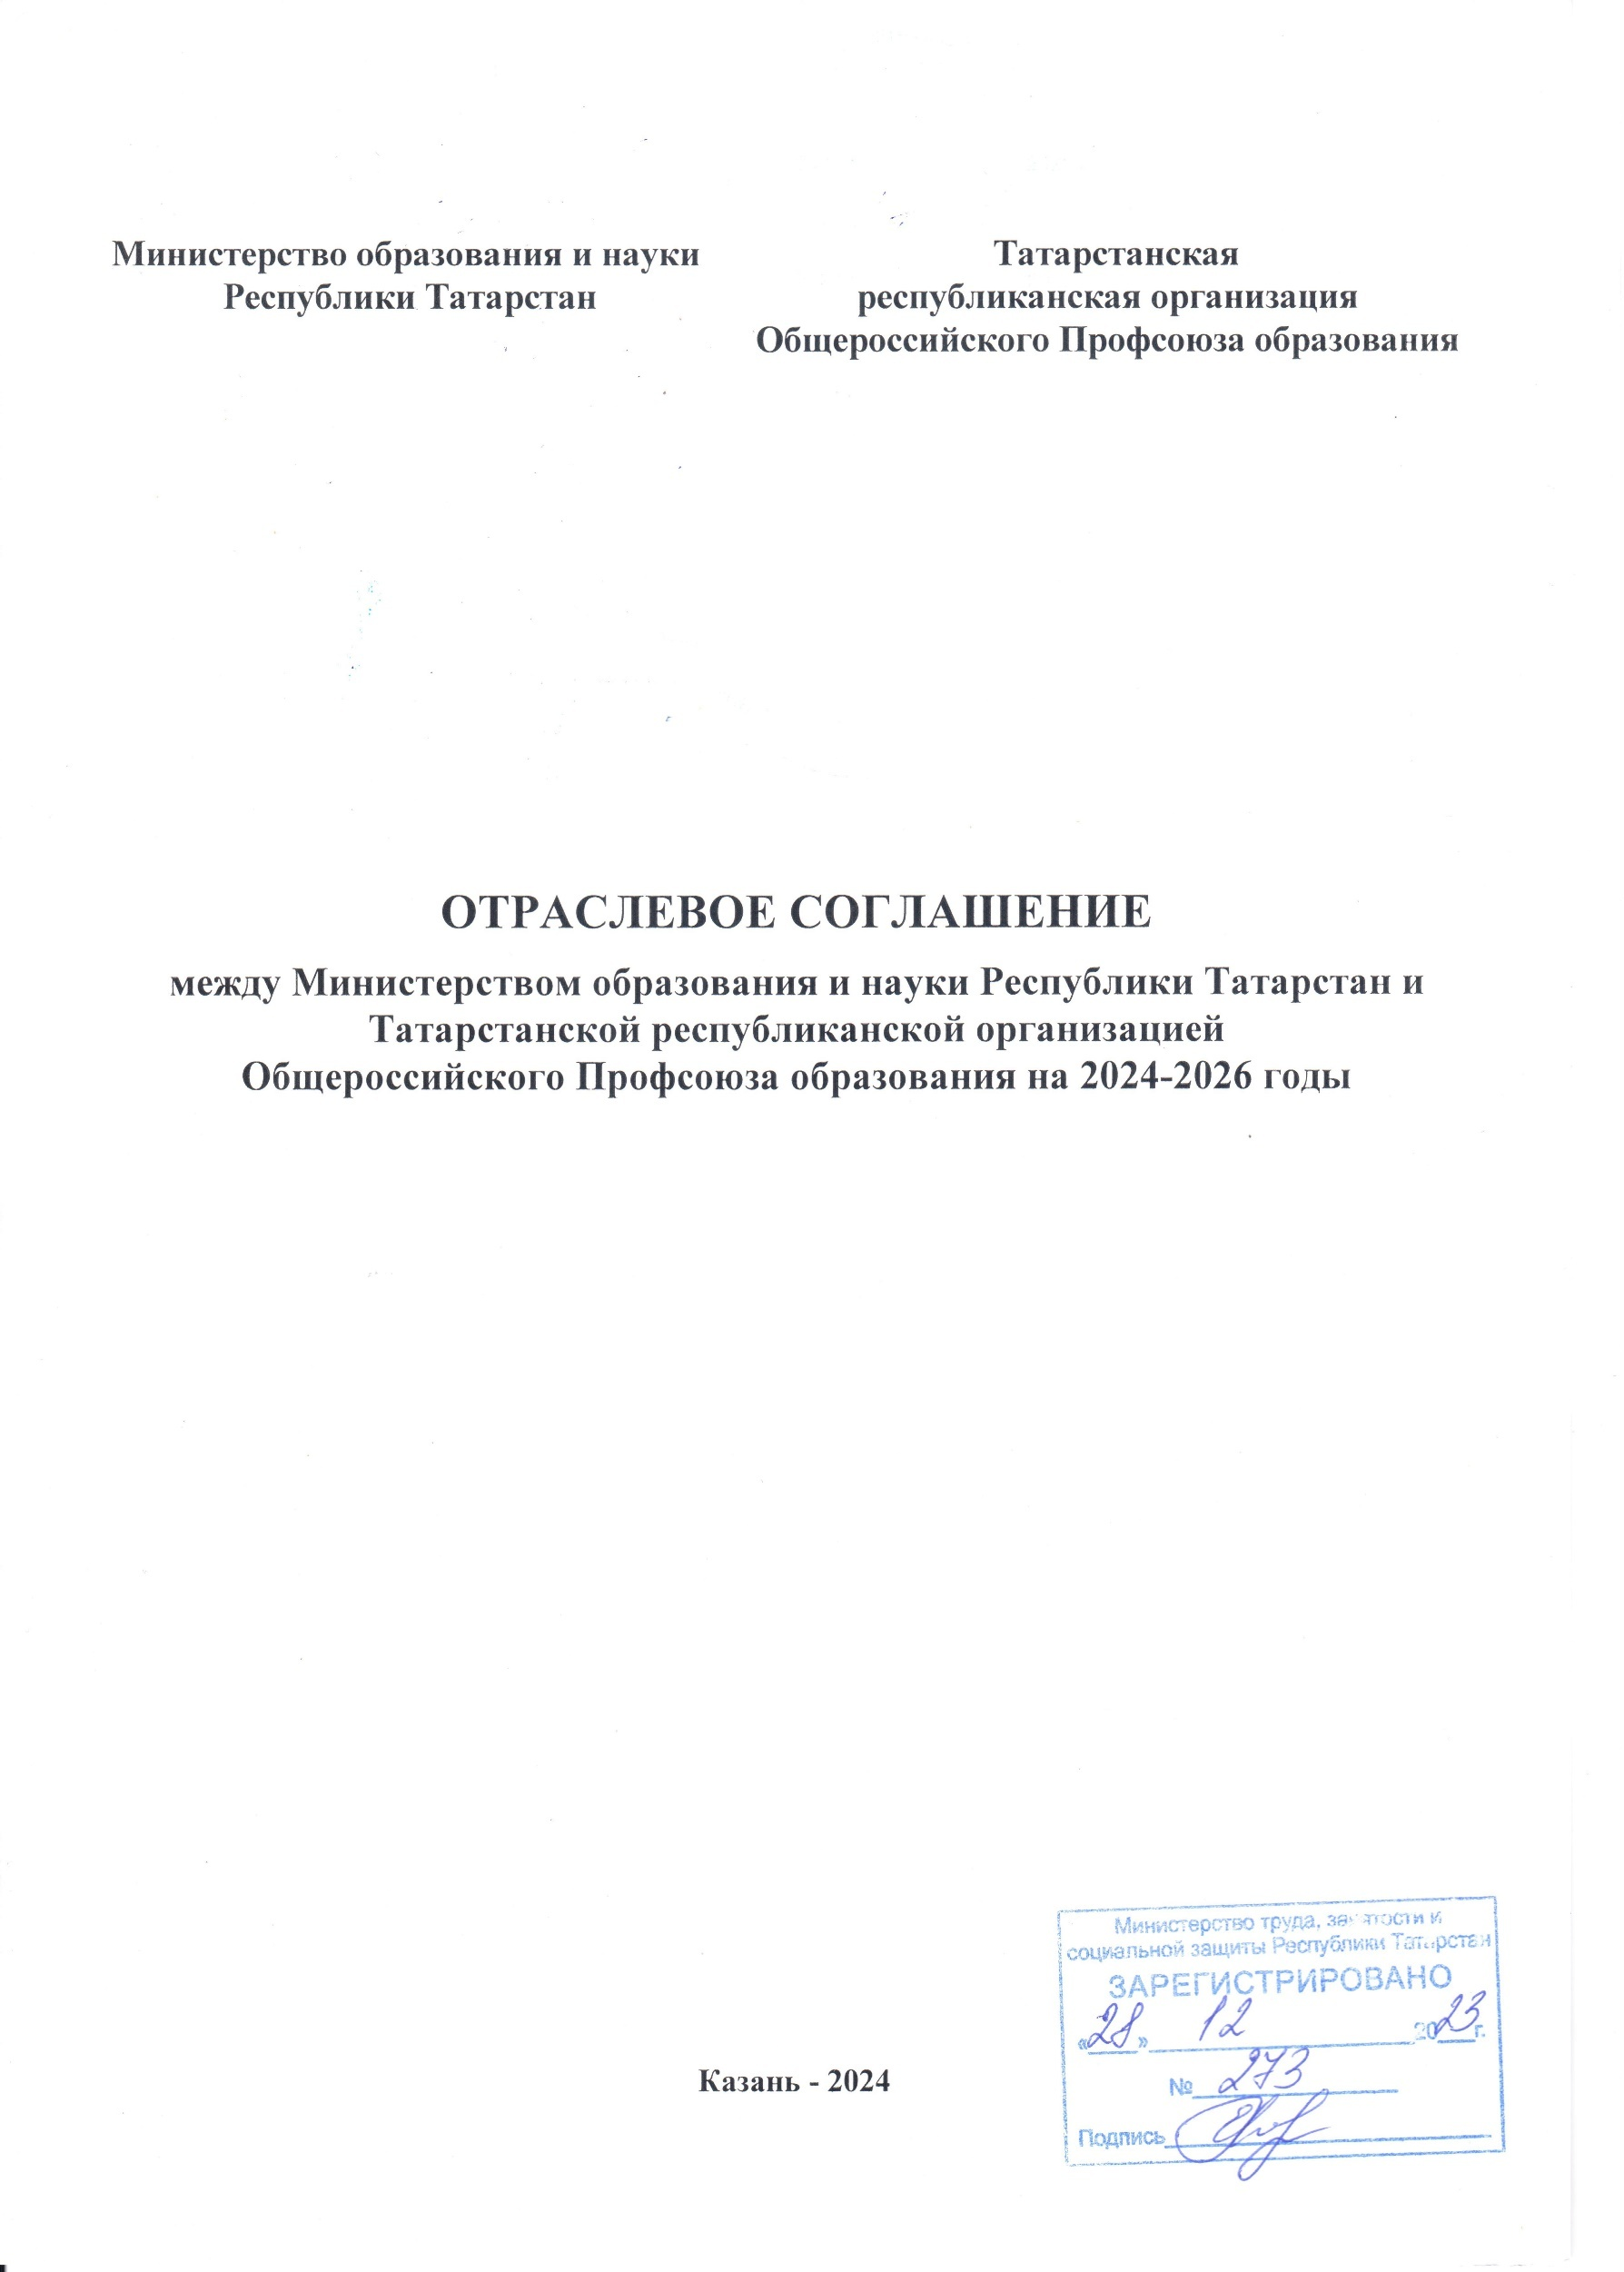 Министерство образования и науки
Республики Татарстан
Татарстанская
республиканская организация
Общероссийского Профсоюза образования
ОТРАСЛЕВОЕ СОГЛАШЕНИЕ
между Министерством образования и науки Республики Татарстан и
Татарстанской республиканской организацией
Общероссийского Профсоюза образования на 2024-2026 годы
Казань - 2024
Министерство труда, занятости и
социальной защиты Республики Татарстан
ЗАРЕГИСТРИРОВАНО
«28» 12 2023 г.
№ 273
Подпись